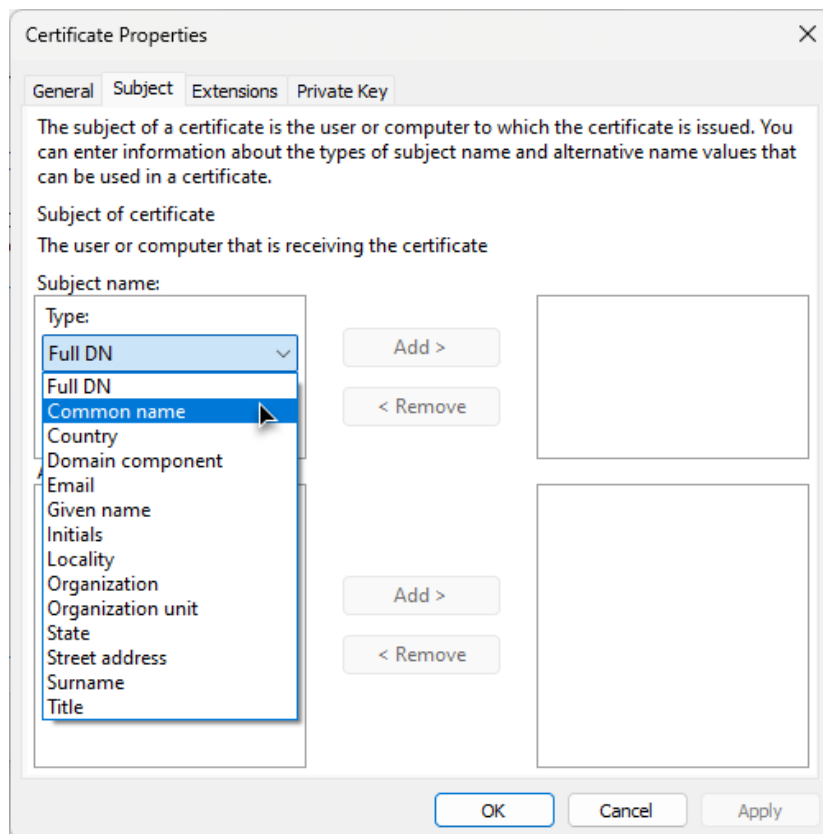 Certificate Properties
General Subject Extensions Private Key
The subject of a certificate is the user or computer to which the certificate is issued. You
can enter information about the types of subject name and alternative name values that
can be used in a certificate.
Subject of certificate
The user or computer that is receiving the certificate
Subject name:
Type:
Full DN
Add >
Full DN
Common name
< Remove
Country
Domain component
Email
Given name
Initials
Locality
Organization
Add >
Organization unit
State
Street address
< Remove
Surname
Title
OK Cancel Apply